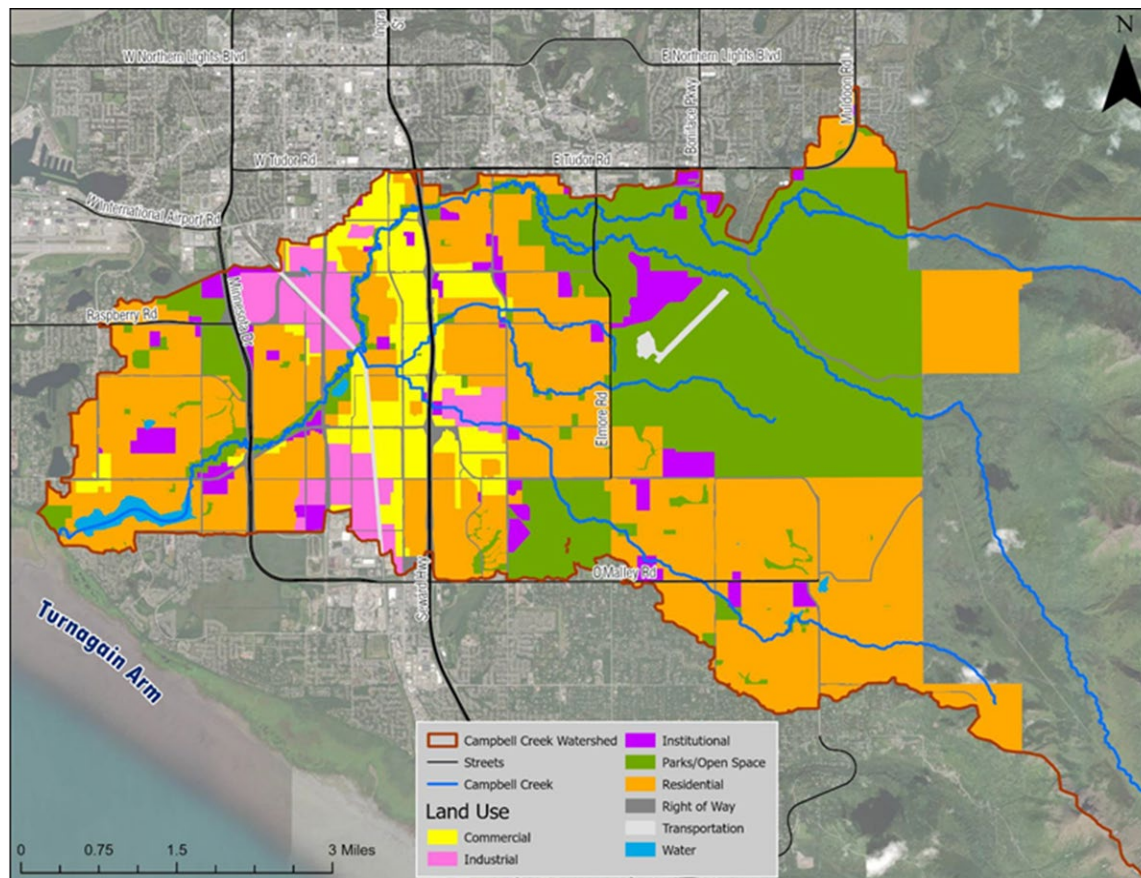 N
Ingra
St
W Northern Lights Blvd
E Northern Lights Blvd
Muldoon Rd
Boniface Pkwy
W Tudor Rd
E Tudor Rd
W International Airport Rd
Minnesota Dr
Raspberry Rd
Elmore Rd
O'Malley Rd
Seward Hwy
Turnagain Arm
Campbell Creek Watershed
Streets
Campbell Creek
Land Use
Commercial
Industrial
Institutional
Parks/Open Space
Residential
Right of Way
Transportation
Water
0 0.75 1.5 3 Miles